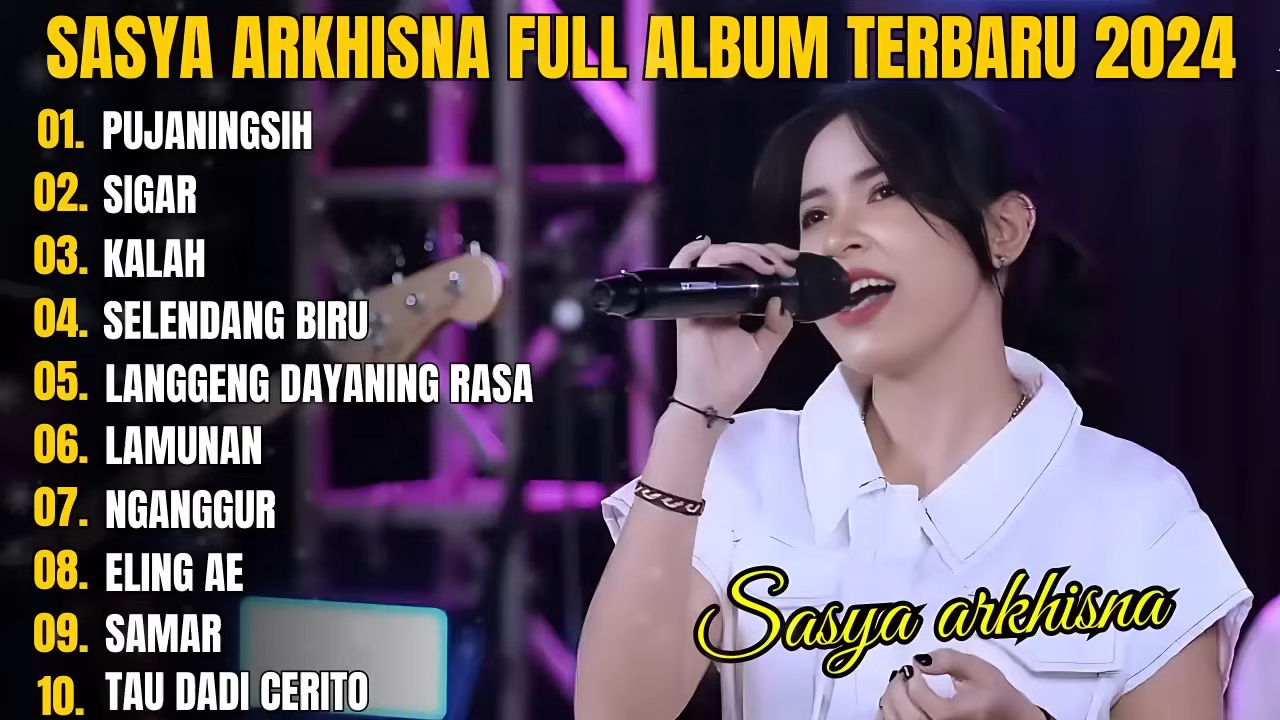 SASYA ARKHISNA FULL ALBUM TERBARU 2024
01. PUJANINGSIH
02. SIGAR
03. KALAH
04. SELENDANG BIRU
05. LANGGENG DAYANING RASA
06. LAMUNAN
07. NGANGGUR
08. ELING AE
09. SAMAR
10. TAU DADI CERITO
Sasya arkhisna